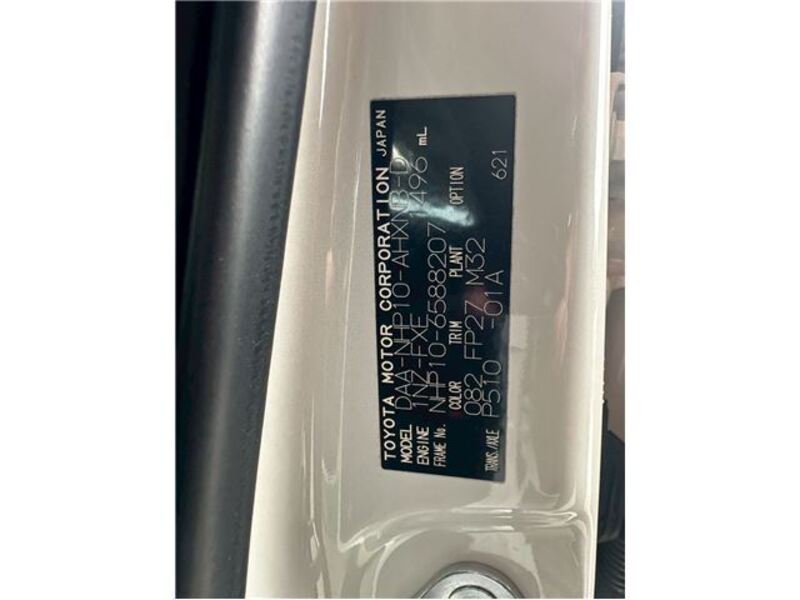 TOYOTA MOTOR CORPORATION JAPAN
MODEL DAA-NHP10-AHXNB-D
ENGINE 1NZ-FXE 1496 mL
FRAME No. NHP10-6588207
COLOR TRIM PLANT OPTION
082 FP27 M32 621
TRANS./AXLE P510 -01A